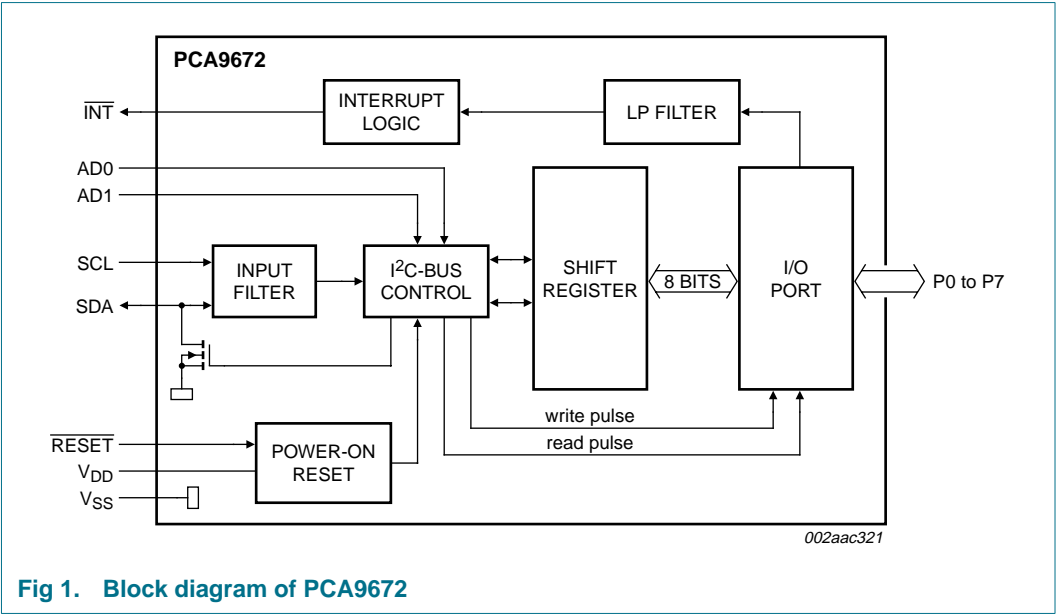 PCA9672
INT
INTERRUPT
LOGIC
LP FILTER
AD0
AD1
SCL
SDA
INPUT
FILTER
I2C-BUS
CONTROL
SHIFT
REGISTER
8 BITS
I/O
PORT
P0 to P7
write pulse
read pulse
RESET
VDD
VSS
POWER-ON
RESET
002aac321
Fig 1. Block diagram of PCA9672